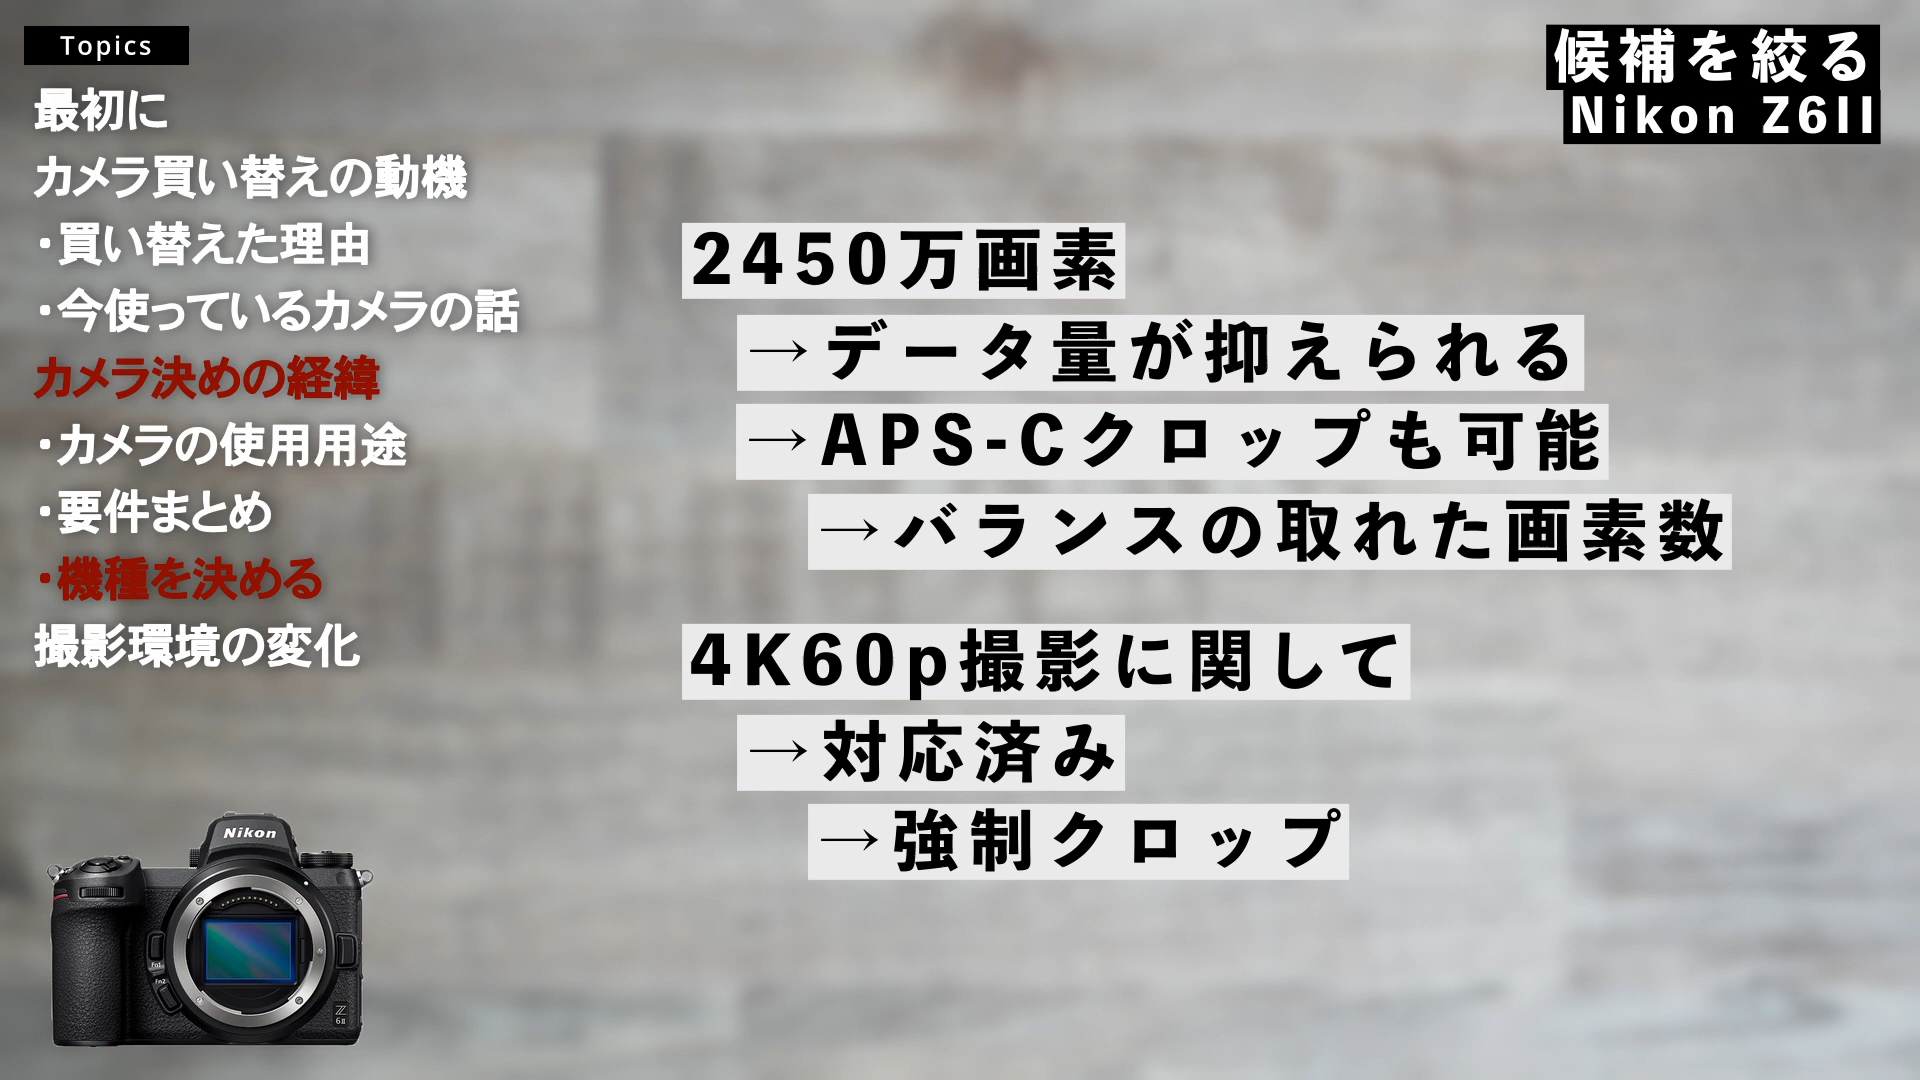 Topics
最初に
カメラ買い替えの動機
・買い替えた理由
・今使っているカメラの話
カメラ決めの経緯
・カメラの使用用途
・要件まとめ
・機種を決める
撮影環境の変化
候補を絞る
Nikon Z6II
2450万画素
→データ量が抑えられる
→APS-Cクロップも可能
→バランスの取れた画素数
4K60p撮影に関して
→対応済み
→強制クロップ
Nikon
Fn1
Fn2
Z
6II